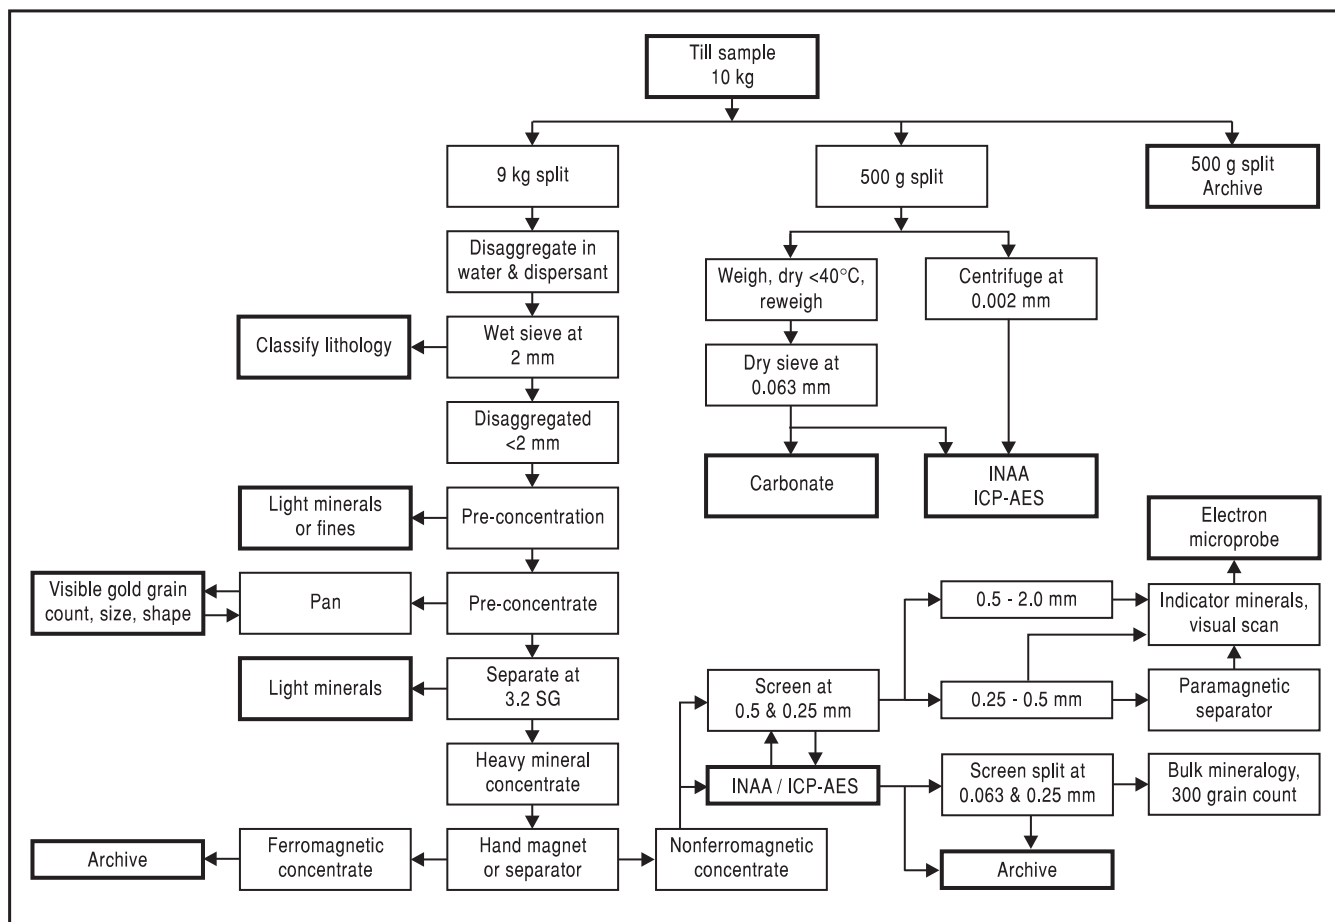 Till sample
10 kg
9 kg split
500 g split
500 g split
Archive
Disaggregate in
water & dispersant
Weigh, dry <40°C,
reweigh
Centrifuge at
0.002 mm
Classify lithology
Wet sieve at
2 mm
Dry sieve at
0.063 mm
Disaggregated
<2 mm
Carbonate
INAA
ICP-AES
Light minerals
or fines
Pre-concentration
Electron
microprobe
Visible gold grain
count, size, shape
Pan
Pre-concentrate
0.5 - 2.0 mm
Indicator minerals,
visual scan
Light minerals
Separate at
3.2 SG
Screen at
0.5 & 0.25 mm
0.25 - 0.5 mm
Paramagnetic
separator
Heavy mineral
concentrate
INAA / ICP-AES
Screen split at
0.063 & 0.25 mm
Bulk mineralogy,
300 grain count
Archive
Ferromagnetic
concentrate
Hand magnet
or separator
Nonferromagnetic
concentrate
Archive